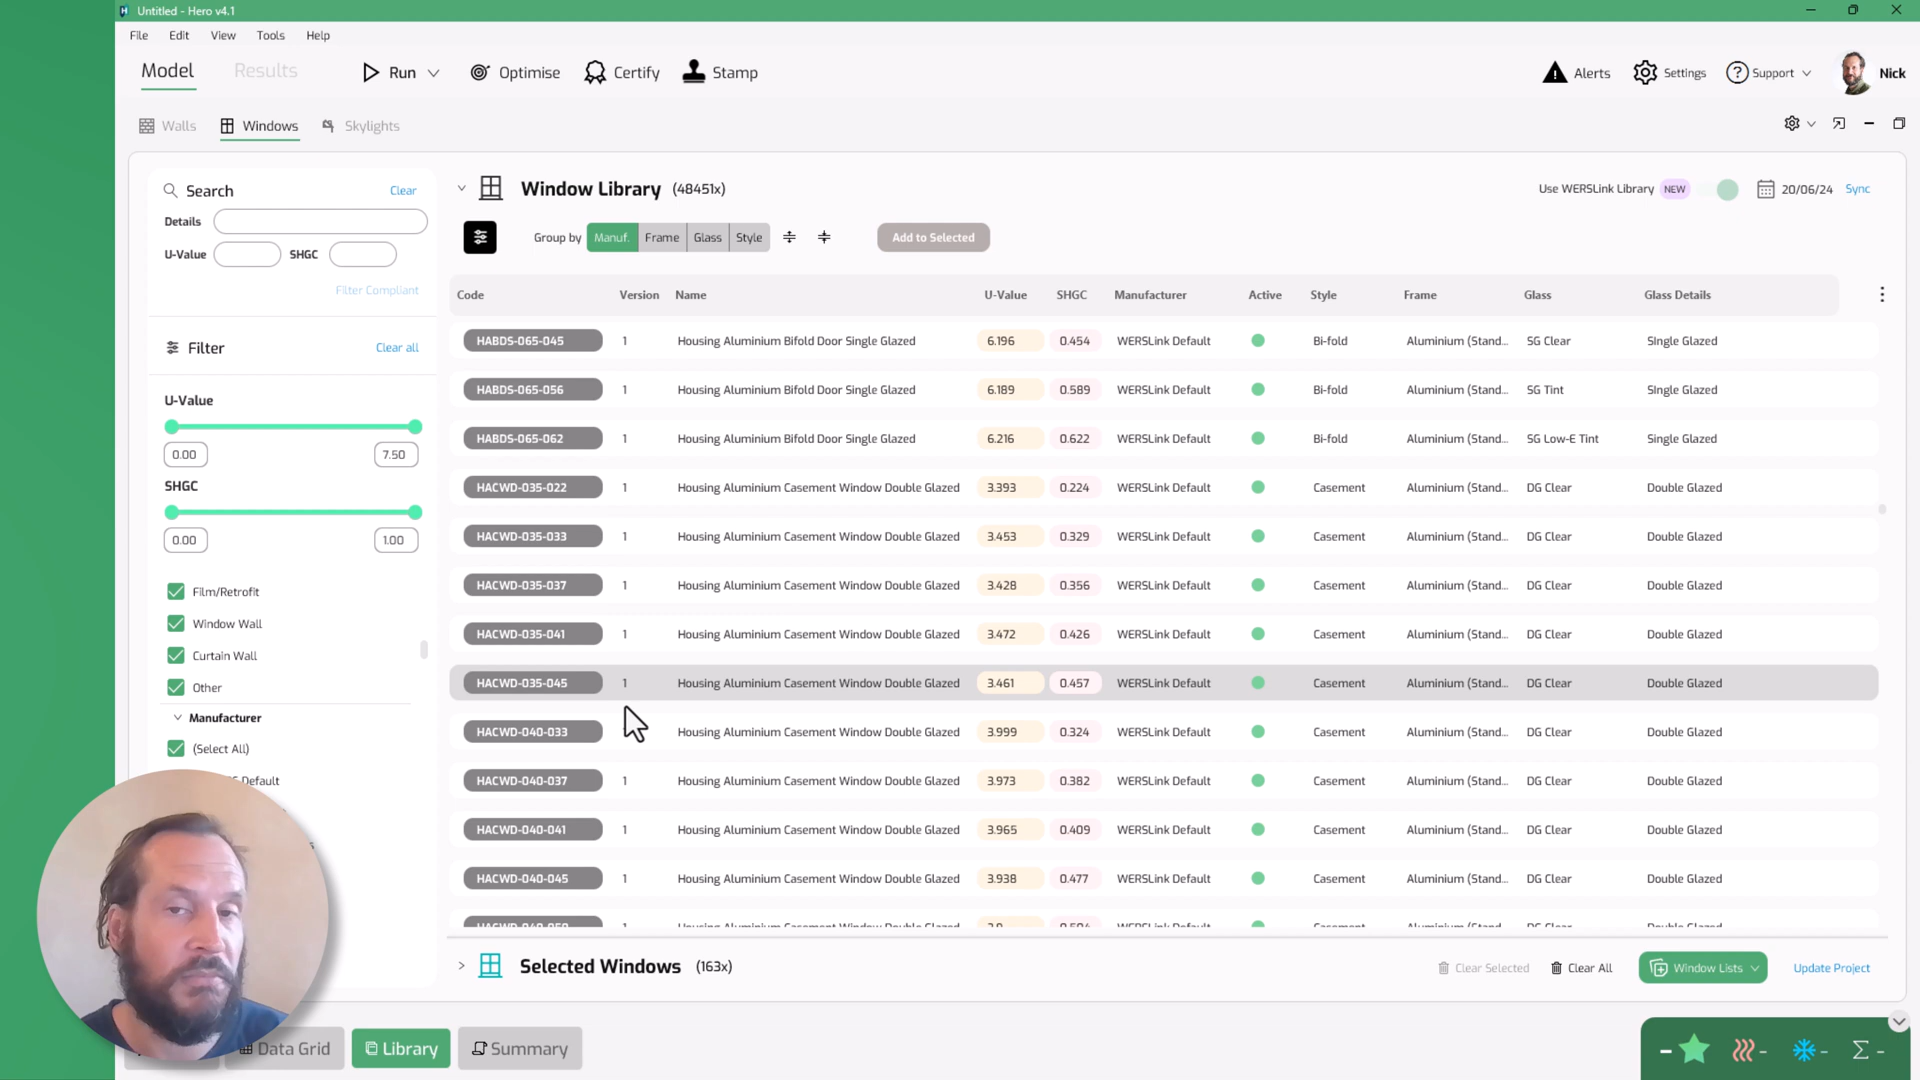 Untitled - Hero v4.1
File Edit View Tools Help
Model Results Run Optimise Certify Stamp Alerts Settings Support Nick
Walls Windows Skylights
Search Clear
Details
U-Value SHGC
Filter Compliant
Filter Clear all
U-Value
0.00 7.50
SHGC
0.00 1.00
Film/Retrofit
Window Wall
Curtain Wall
Other
Manufacturer
(Select All)
Default
Window Library (48451x) Use WERSLink Library NEW 20/06/24 Sync
Group by Manuf. Frame Glass Style Add to Selected
Code Version Name U-Value SHGC Manufacturer Active Style Frame Glass Glass Details
HABDS-065-045 1 Housing Aluminium Bifold Door Single Glazed 6.196 0.454 WERSLink Default Bi-fold Aluminium (Stand... SG Clear SIngle Glazed
HABDS-065-056 1 Housing Aluminium Bifold Door Single Glazed 6.189 0.589 WERSLink Default Bi-fold Aluminium (Stand... SG Tint SIngle Glazed
HABDS-065-062 1 Housing Aluminium Bifold Door Single Glazed 6.216 0.622 WERSLink Default Bi-fold Aluminium (Stand... SG Low-E Tint Single Glazed
HACWD-035-022 1 Housing Aluminium Casement Window Double Glazed 3.393 0.224 WERSLink Default Casement Aluminium (Stand... DG Clear Double Glazed
HACWD-035-033 1 Housing Aluminium Casement Window Double Glazed 3.453 0.329 WERSLink Default Casement Aluminium (Stand... DG Clear Double Glazed
HACWD-035-037 1 Housing Aluminium Casement Window Double Glazed 3.428 0.356 WERSLink Default Casement Aluminium (Stand... DG Clear Double Glazed
HACWD-035-041 1 Housing Aluminium Casement Window Double Glazed 3.472 0.426 WERSLink Default Casement Aluminium (Stand... DG Clear Double Glazed
HACWD-035-045 1 Housing Aluminium Casement Window Double Glazed 3.461 0.457 WERSLink Default Casement Aluminium (Stand... DG Clear Double Glazed
HACWD-040-033 1 Housing Aluminium Casement Window Double Glazed 3.999 0.324 WERSLink Default Casement Aluminium (Stand... DG Clear Double Glazed
HACWD-040-037 1 Housing Aluminium Casement Window Double Glazed 3.973 0.382 WERSLink Default Casement Aluminium (Stand... DG Clear Double Glazed
HACWD-040-041 1 Housing Aluminium Casement Window Double Glazed 3.965 0.409 WERSLink Default Casement Aluminium (Stand... DG Clear Double Glazed
HACWD-040-045 1 Housing Aluminium Casement Window Double Glazed 3.938 0.477 WERSLink Default Casement Aluminium (Stand... DG Clear Double Glazed
Selected Windows (163x) Clear Selected Clear All Window Lists Update Project
Data Grid Library Summary